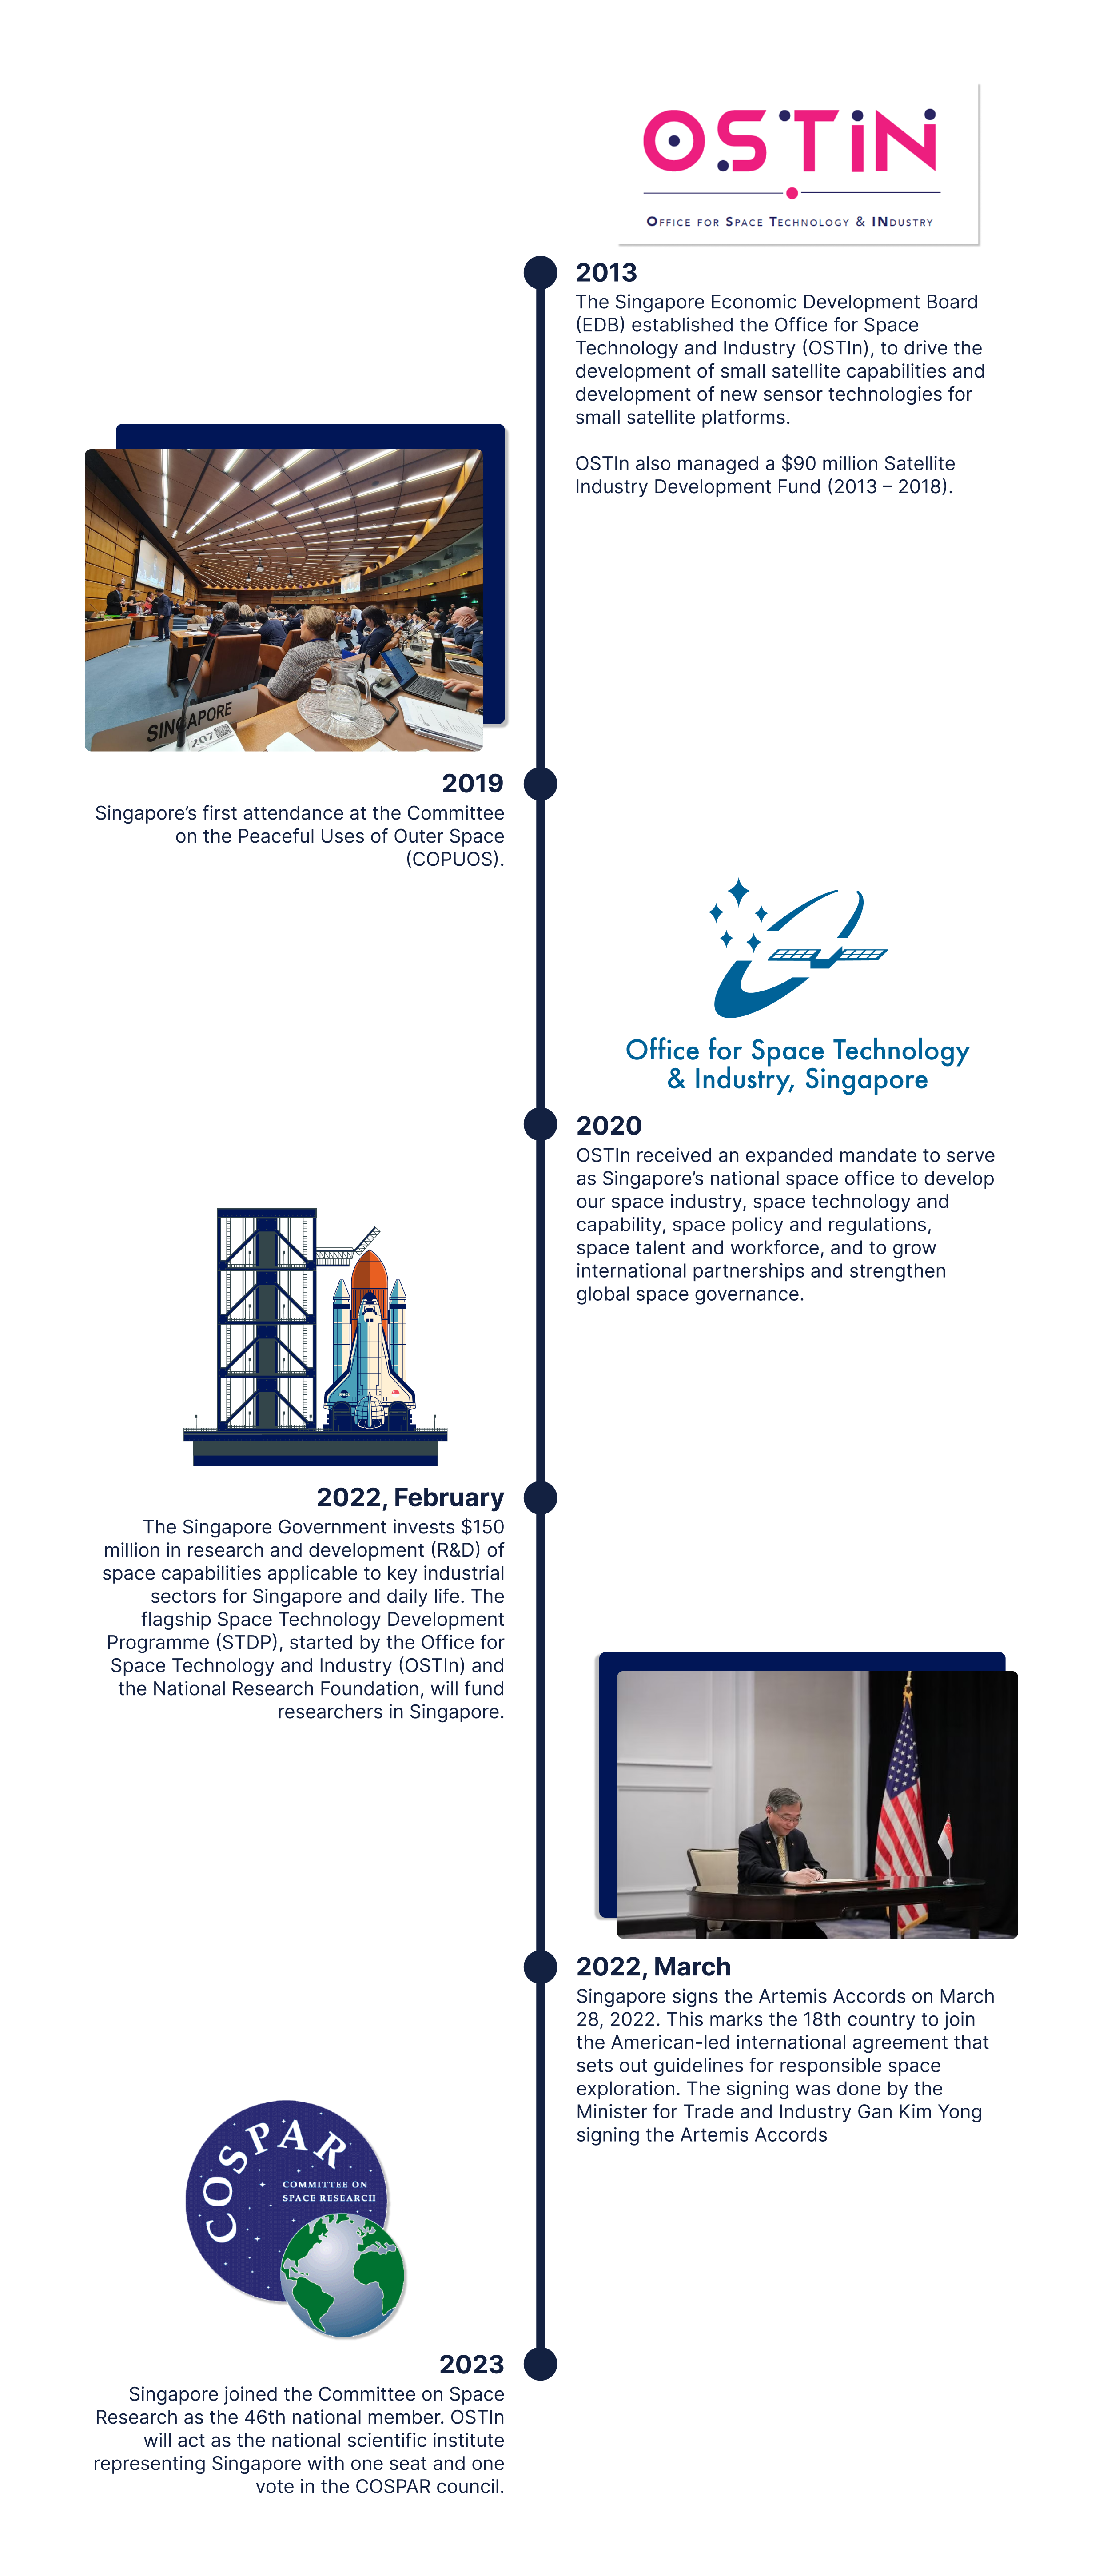 OSTIN
OFFICE FOR SPACE TECHNOLOGY & INDUSTRY
2013
The Singapore Economic Development Board
(EDB) established the Office for Space
Technology and Industry (OSTIn), to drive the
development of small satellite capabilities and
development of new sensor technologies for
small satellite platforms.
OSTIn also managed a $90 million Satellite
Industry Development Fund (2013 – 2018).
SINGAPORE
207
2019
Singapore’s first attendance at the Committee
on the Peaceful Uses of Outer Space
(COPUOS).
Office for Space Technology
& Industry, Singapore
2020
OSTIn received an expanded mandate to serve
as Singapore’s national space office to develop
our space industry, space technology and
capability, space policy and regulations,
space talent and workforce, and to grow
international partnerships and strengthen
global space governance.
2022, February
The Singapore Government invests $150
million in research and development (R&D) of
space capabilities applicable to key industrial
sectors for Singapore and daily life. The
flagship Space Technology Development
Programme (STDP), started by the Office for
Space Technology and Industry (OSTIn) and
the National Research Foundation, will fund
researchers in Singapore.
2022, March
Singapore signs the Artemis Accords on March
28, 2022. This marks the 18th country to join
the American-led international agreement that
sets out guidelines for responsible space
exploration. The signing was done by the
Minister for Trade and Industry Gan Kim Yong
signing the Artemis Accords
COSPAR
COMMITTEE ON
SPACE RESEARCH
2023
Singapore joined the Committee on Space
Research as the 46th national member. OSTIn
will act as the national scientific institute
representing Singapore with one seat and one
vote in the COSPAR council.